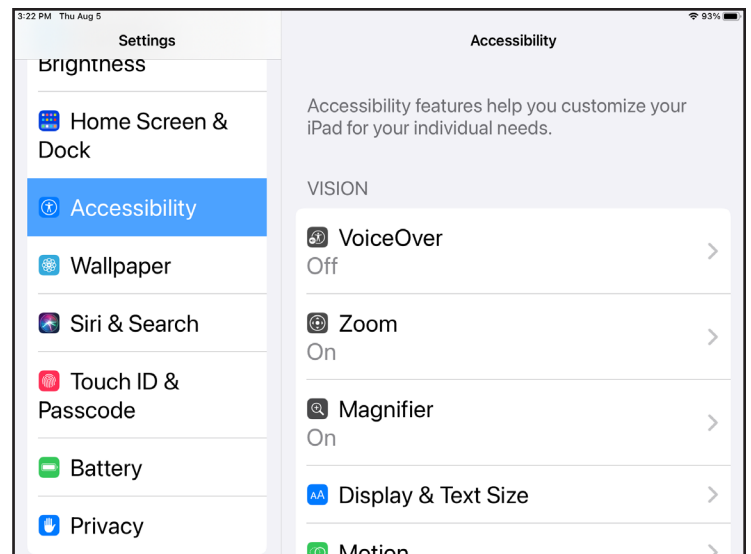 3:22 PM Thu Aug 5
93%
Settings
Brightness
Home Screen &
Dock
Accessibility
Wallpaper
Siri & Search
Touch ID &
Passcode
Battery
Privacy
Accessibility
Accessibility features help you customize your
iPad for your individual needs.
VISION
VoiceOver
Off
Zoom
On
Magnifier
On
AA Display & Text Size
Motion